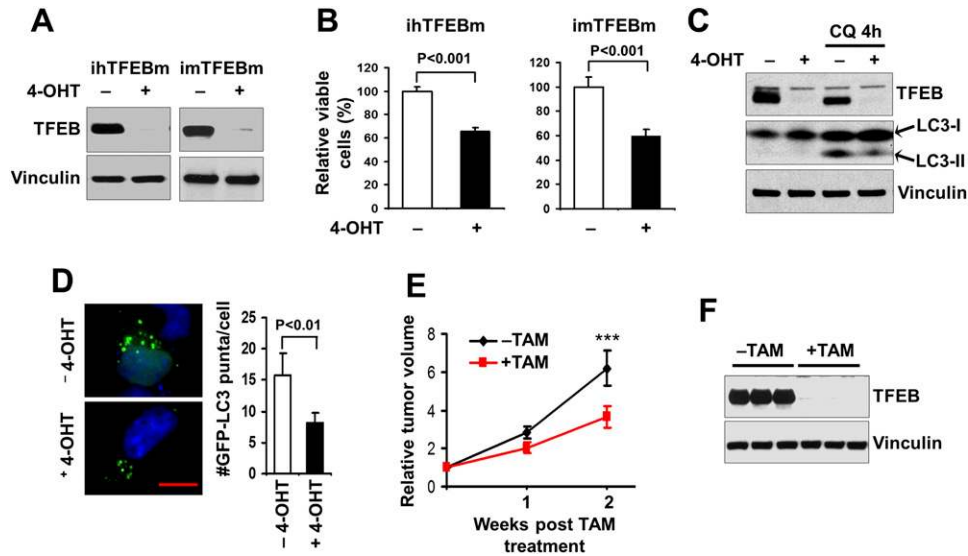 A
ihTFEBm imTFEBm
4-OHT – + – +
TFEB
Vinculin
B
ihTFEBm
P<0.001
Relative viable
cells (%)
120
100
80
60
40
20
0
4-OHT – +
imTFEBm
P<0.001
120
100
80
60
40
20
0
– +
C
CQ 4h
4-OHT – + – +
TFEB
LC3-I
LC3-II
Vinculin
D
– 4-OHT
+ 4-OHT
#GFP-LC3 punta/cell
P<0.01
25
20
15
10
5
0
– 4-OHT
+ 4-OHT
E
Relative tumor volume
8
6
4
2
0
–TAM
+TAM
***
1 2
Weeks post TAM
treatment
F
–TAM +TAM
TFEB
Vinculin